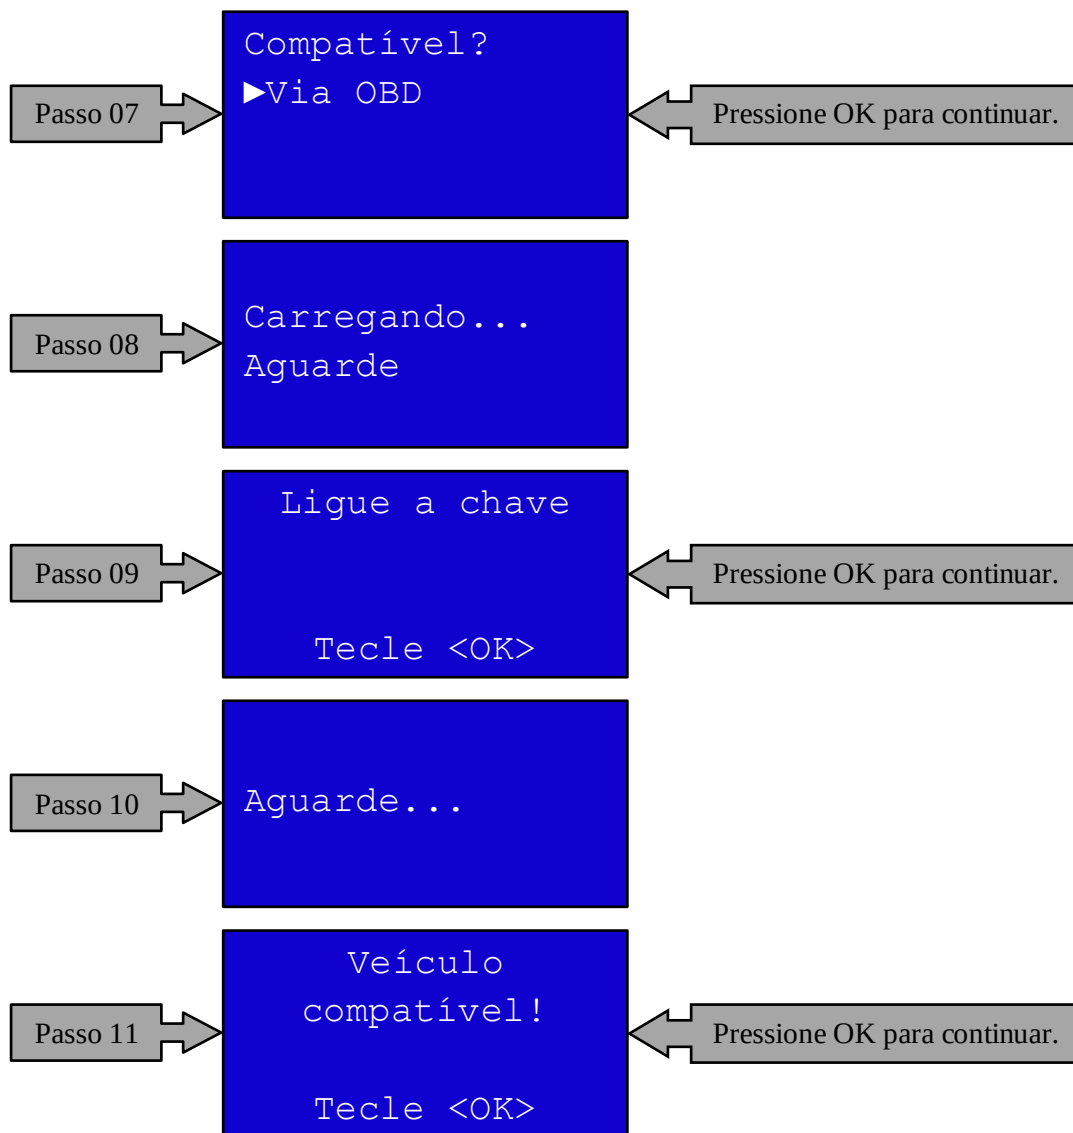 Compatível?
Passo 07
►Via OBD
Pressione OK para continuar.
Passo 08
Carregando...
Aguarde
Ligue a chave
Passo 09
Pressione OK para continuar.
Tecle <OK>
Passo 10
Aguarde...
Veículo
compatível!
Passo 11
Pressione OK para continuar.
Tecle <OK>